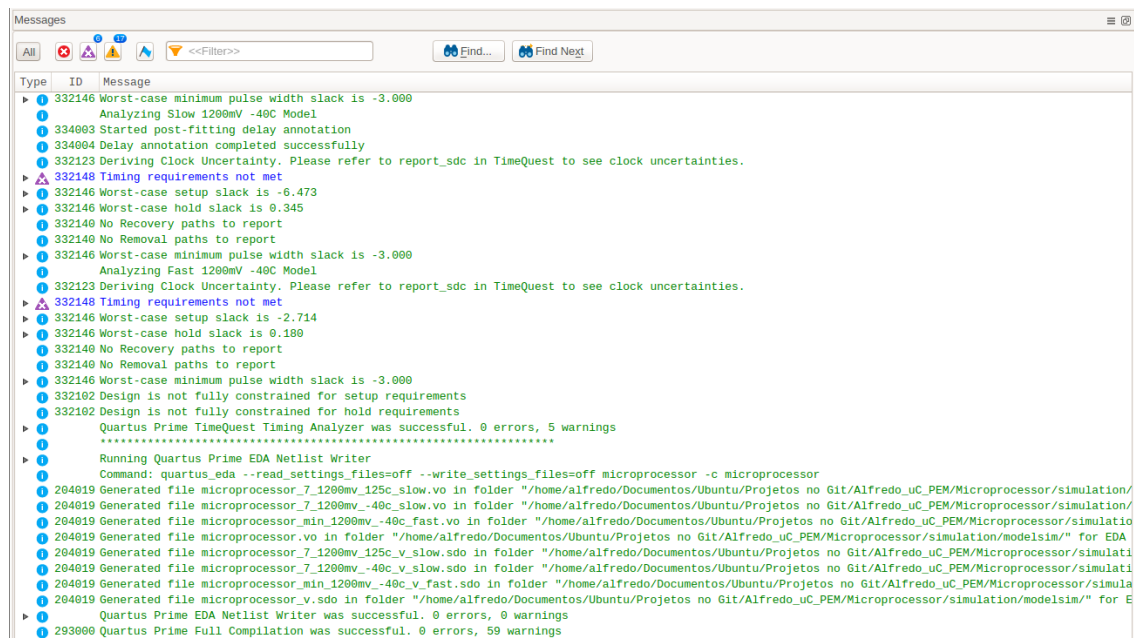 Messages
All
6
17
<<Filter>>
Find...
Find Next
Type ID Message
332146 Worst-case minimum pulse width slack is -3.000
Analyzing Slow 1200mV -40C Model
334003 Started post-fitting delay annotation
334004 Delay annotation completed successfully
332123 Deriving Clock Uncertainty. Please refer to report_sdc in TimeQuest to see clock uncertainties.
332148 Timing requirements not met
332146 Worst-case setup slack is -6.473
332146 Worst-case hold slack is 0.345
332140 No Recovery paths to report
332140 No Removal paths to report
332146 Worst-case minimum pulse width slack is -3.000
Analyzing Fast 1200mV -40C Model
332123 Deriving Clock Uncertainty. Please refer to report_sdc in TimeQuest to see clock uncertainties.
332148 Timing requirements not met
332146 Worst-case setup slack is -2.714
332146 Worst-case hold slack is 0.180
332140 No Recovery paths to report
332140 No Removal paths to report
332146 Worst-case minimum pulse width slack is -3.000
332102 Design is not fully constrained for setup requirements
332102 Design is not fully constrained for hold requirements
Quartus Prime TimeQuest Timing Analyzer was successful. 0 errors, 5 warnings
*******************************************************************
Running Quartus Prime EDA Netlist Writer
Command: quartus_eda --read_settings_files=off --write_settings_files=off microprocessor -c microprocessor
204019 Generated file microprocessor_7_1200mv_125c_slow.vo in folder "/home/alfredo/Documentos/Ubuntu/Projetos no Git/Alfredo_uC_PEM/Microprocessor/simulation/
204019 Generated file microprocessor_7_1200mv_-40c_slow.vo in folder "/home/alfredo/Documentos/Ubuntu/Projetos no Git/Alfredo_uC_PEM/Microprocessor/simulation/
204019 Generated file microprocessor_min_1200mv_-40c_fast.vo in folder "/home/alfredo/Documentos/Ubuntu/Projetos no Git/Alfredo_uC_PEM/Microprocessor/simulatio
204019 Generated file microprocessor.vo in folder "/home/alfredo/Documentos/Ubuntu/Projetos no Git/Alfredo_uC_PEM/Microprocessor/simulation/modelsim/" for EDA
204019 Generated file microprocessor_7_1200mv_125c_v_slow.sdo in folder "/home/alfredo/Documentos/Ubuntu/Projetos no Git/Alfredo_uC_PEM/Microprocessor/simulati
204019 Generated file microprocessor_7_1200mv_-40c_v_slow.sdo in folder "/home/alfredo/Documentos/Ubuntu/Projetos no Git/Alfredo_uC_PEM/Microprocessor/simulati
204019 Generated file microprocessor_min_1200mv_-40c_v_fast.sdo in folder "/home/alfredo/Documentos/Ubuntu/Projetos no Git/Alfredo_uC_PEM/Microprocessor/simula
204019 Generated file microprocessor_v.sdo in folder "/home/alfredo/Documentos/Ubuntu/Projetos no Git/Alfredo_uC_PEM/Microprocessor/simulation/modelsim/" for E
Quartus Prime EDA Netlist Writer was successful. 0 errors, 0 warnings
293000 Quartus Prime Full Compilation was successful. 0 errors, 59 warnings